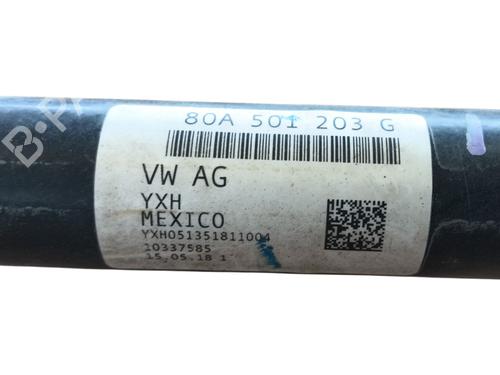 80A 501 203 G
VW AG
YXH
MEXICO
YXH051351811004
10337585
15.05.18 1